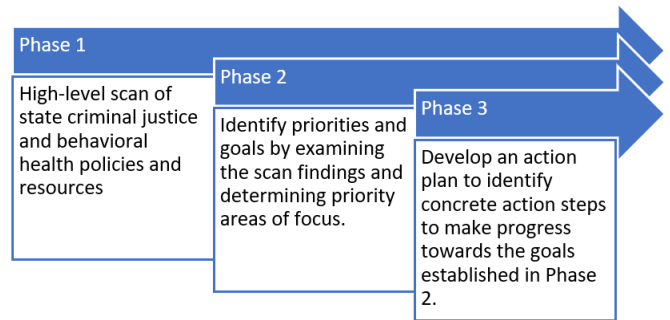 Phase 1
High-level scan of
state criminal justice
and behavioral
health policies and
resources
Phase 2
Identify priorities and
goals by examining
the scan findings and
determining priority
areas of focus.
Phase 3
Develop an action
plan to identify
concrete action steps
to make progress
towards the goals
established in Phase
2.